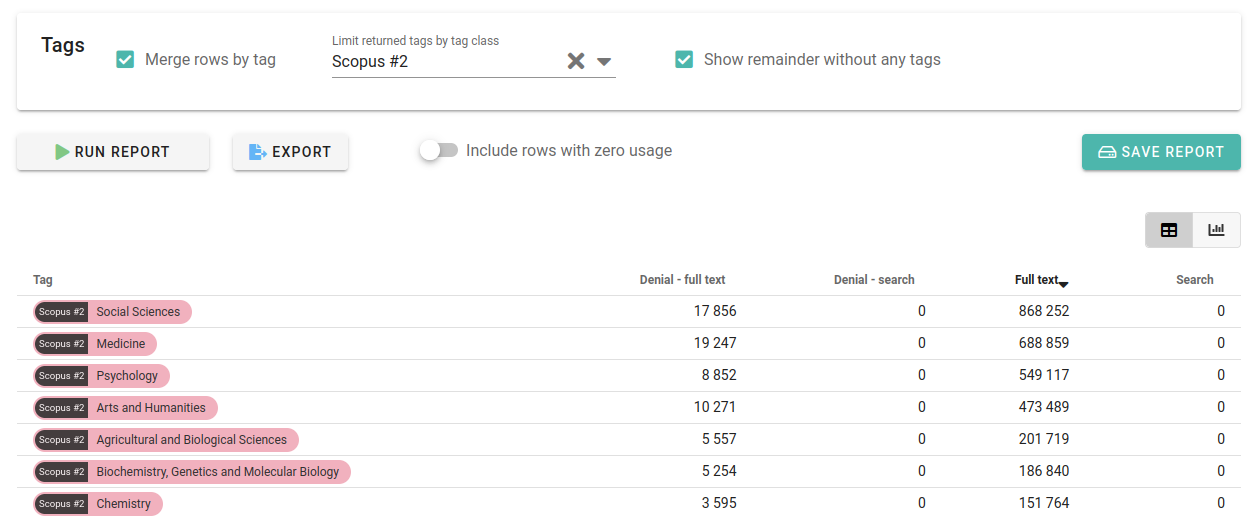 Tags
Merge rows by tag
Limit returned tags by tag class
Scopus #2
Show remainder without any tags
RUN REPORT
EXPORT
Include rows with zero usage
SAVE REPORT
Tag Denial - full text Denial - search Full text Search
Scopus #2 Social Sciences 17 856 0 868 252 0
Scopus #2 Medicine 19 247 0 688 859 0
Scopus #2 Psychology 8 852 0 549 117 0
Scopus #2 Arts and Humanities 10 271 0 473 489 0
Scopus #2 Agricultural and Biological Sciences 5 557 0 201 719 0
Scopus #2 Biochemistry, Genetics and Molecular Biology 5 254 0 186 840 0
Scopus #2 Chemistry 3 595 0 151 764 0